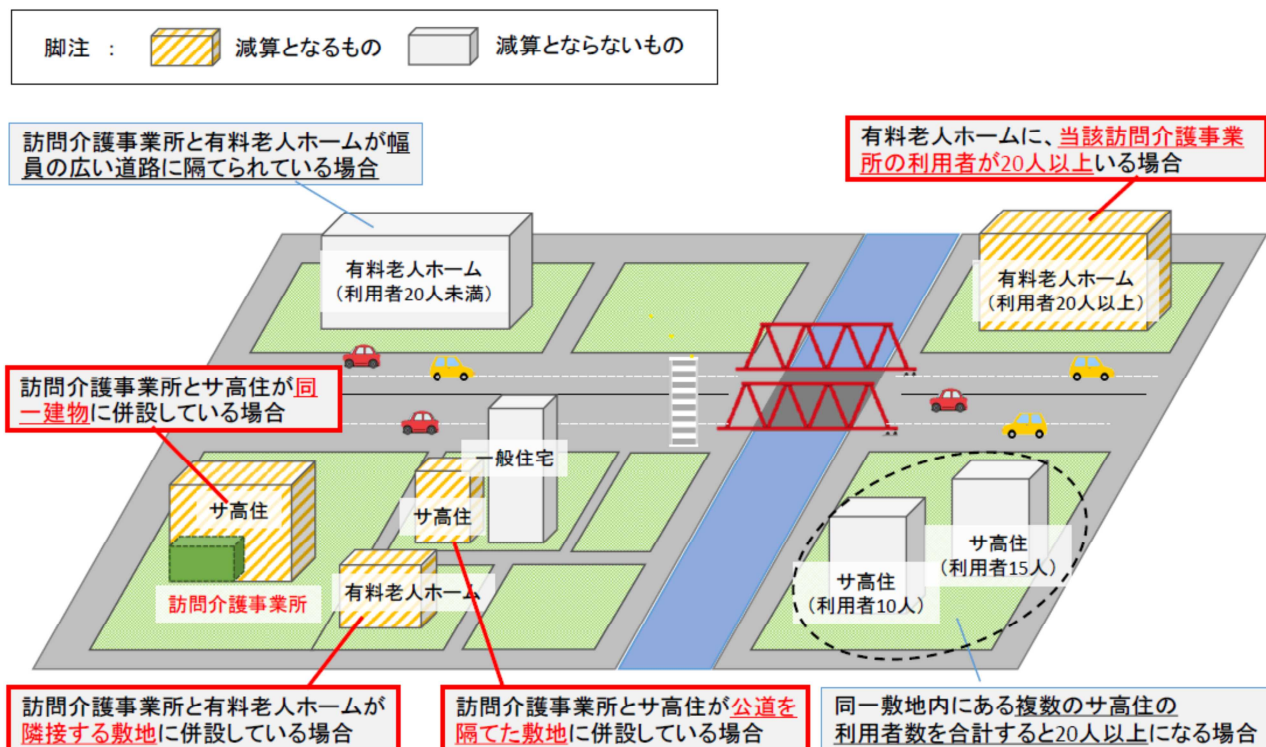 脚注 ： 減算となるもの 減算とならないもの
訪問介護事業所と有料老人ホームが幅
員の広い道路に隔てられている場合
有料老人ホームに、当該訪問介護事業
所の利用者が20人以上いる場合
有料老人ホーム
（利用者20人未満）
有料老人ホーム
（利用者20人以上）
訪問介護事業所とサ高住が同
一建物に併設している場合
一般住宅
サ高住
サ高住
訪問介護事業所
有料老人ホーム
サ高住
（利用者15人）
サ高住
（利用者10人）
訪問介護事業所と有料老人ホームが
隣接する敷地に併設している場合
訪問介護事業所とサ高住が公道を
隔てた敷地に併設している場合
同一敷地内にある複数のサ高住の
利用者数を合計すると20人以上になる場合